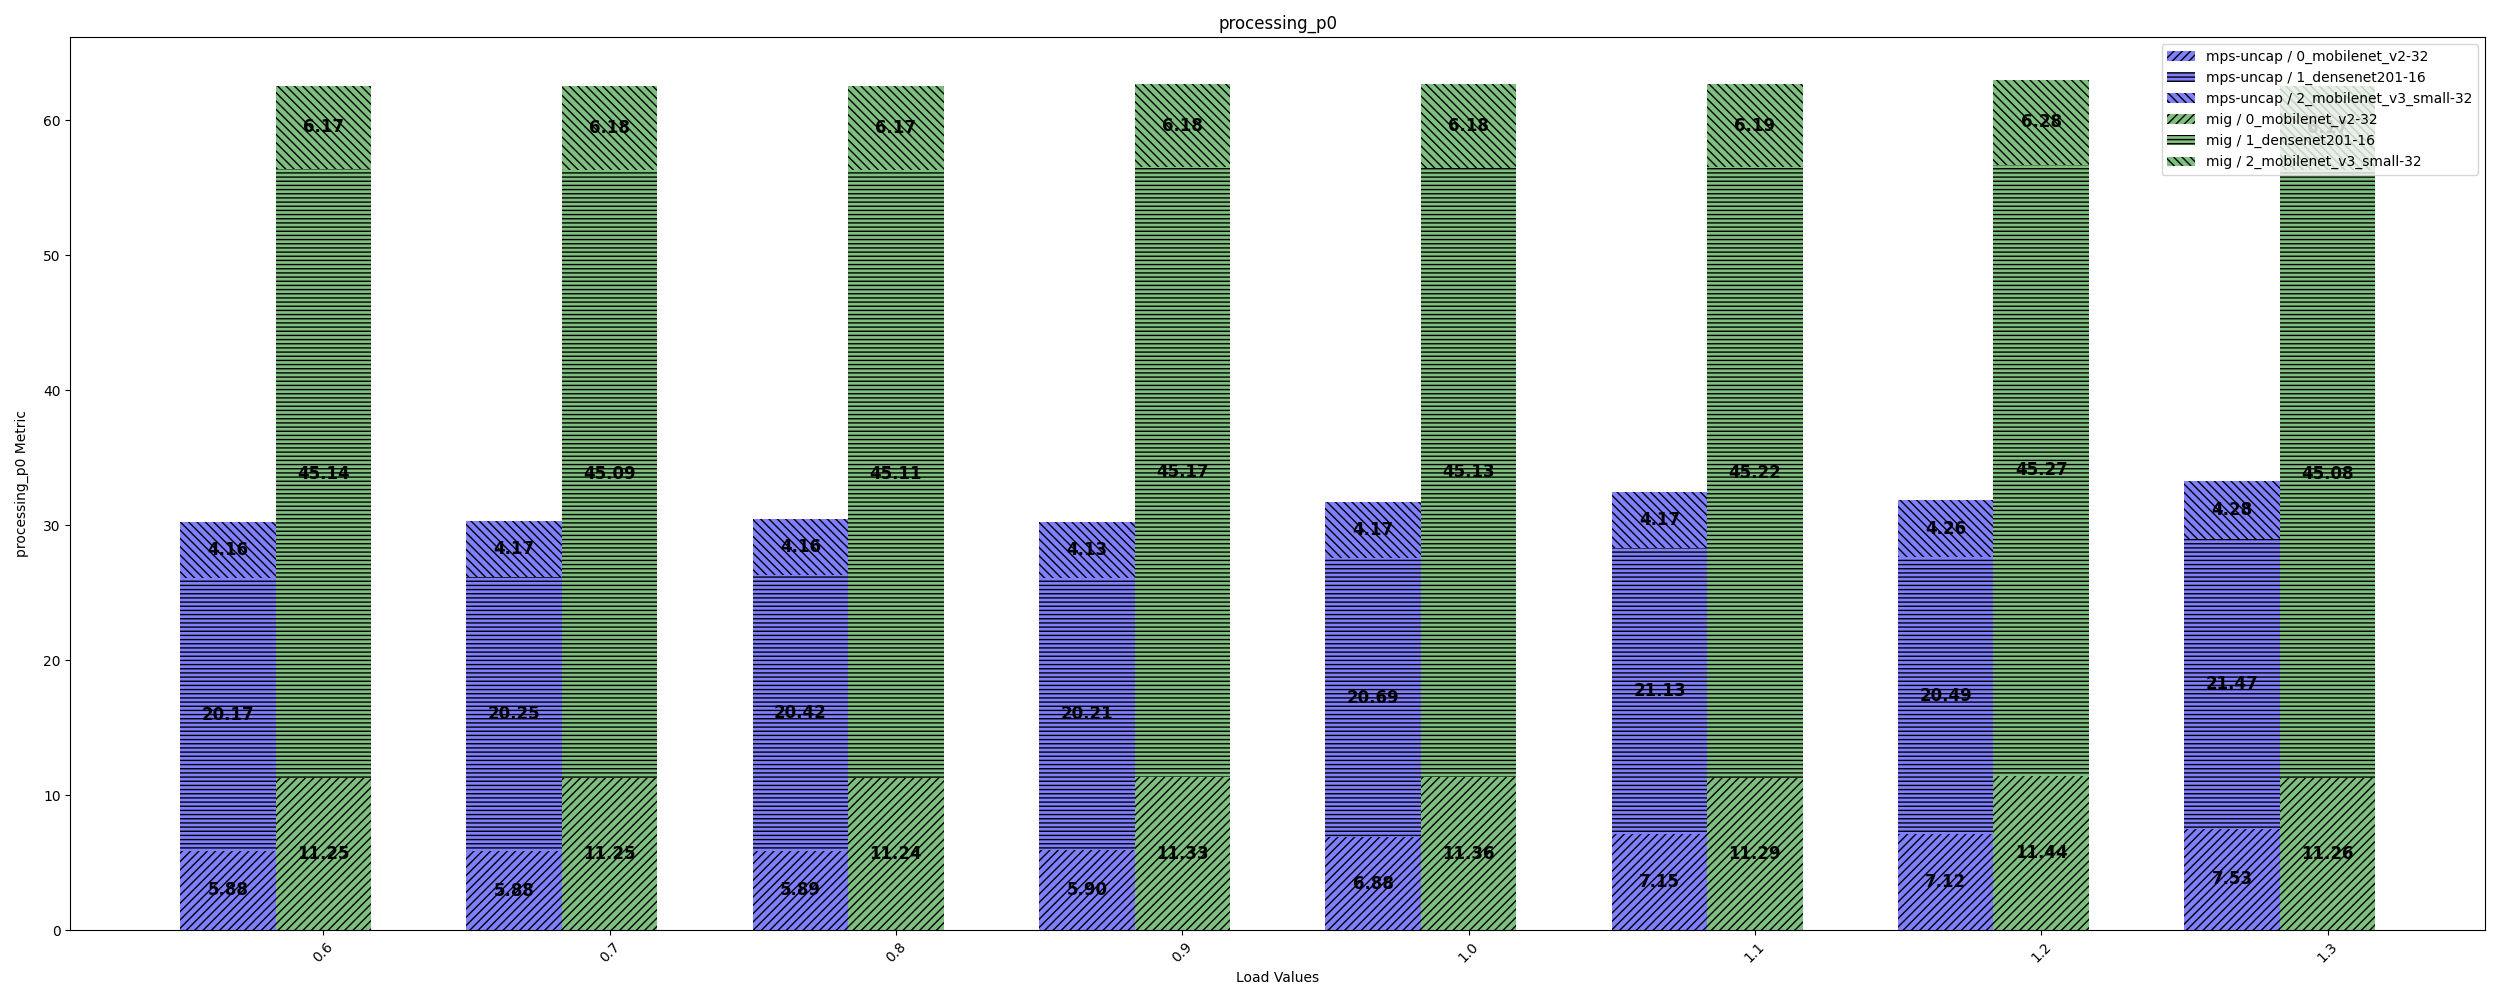 processing_p0
mps-uncap / 0_mobilenet_v2-32
mps-uncap / 1_densenet201-16
mps-uncap / 2_mobilenet_v3_small-32
mig / 0_mobilenet_v2-32
mig / 1_densenet201-16
mig / 2_mobilenet_v3_small-32
processing_p0 Metric
60
50
40
30
20
10
0
6.17 6.18 6.17 6.18 6.18 6.19 6.28
45.14 45.09 45.11 45.17 45.13 45.22 45.27 45.08
4.16 4.17 4.16 4.13 4.17 4.17 4.26 4.28
20.17 20.25 20.42 20.21 20.69 21.13 20.49 21.47
11.25 11.25 11.24 11.33 11.36 11.29 11.44 11.26
5.88 5.88 5.89 5.90 6.88 7.15 7.12 7.53
0.6 0.7 0.8 0.9 1.0 1.1 1.2 1.3
Load Values